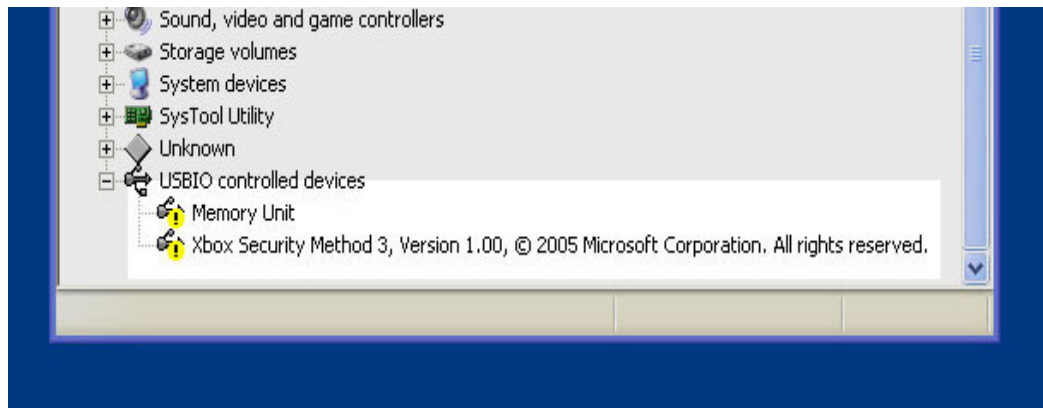 Sound, video and game controllers
Storage volumes
System devices
SysTool Utility
Unknown
USBIO controlled devices
Memory Unit
Xbox Security Method 3, Version 1.00, © 2005 Microsoft Corporation. All rights reserved.